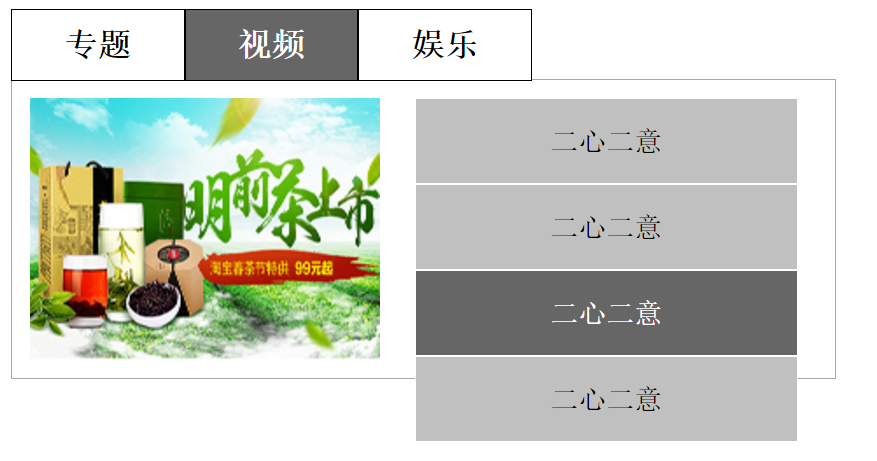 专题
视频
娱乐
明前茶上市
淘宝春茶节特供 99元起
二心二意
二心二意
二心二意
二心二意